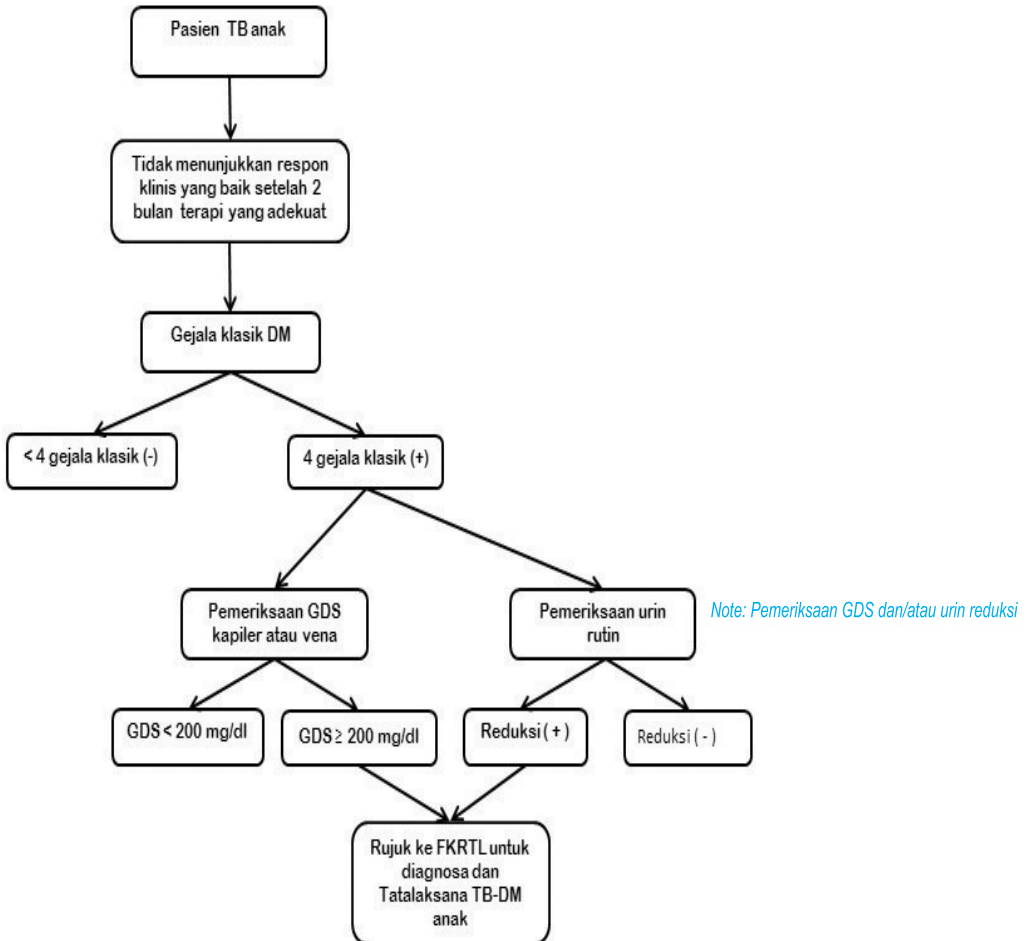 Pasien TB anak
Tidak menunjukkan respon
klinis yang baik setelah 2
bulan terapi yang adekuat
Gejala klasik DM
< 4 gejala klasik (-)
4 gejala klasik (+)
Pemeriksaan GDS
kapiler atau vena
Pemeriksaan urin
rutin
Note: Pemeriksaan GDS dan/atau urin reduksi
GDS < 200 mg/dl
GDS ≥ 200 mg/dl
Reduksi ( + )
Reduksi ( - )
Rujuk ke FKRTL untuk
diagnosa dan
Tatalaksana TB-DM
anak